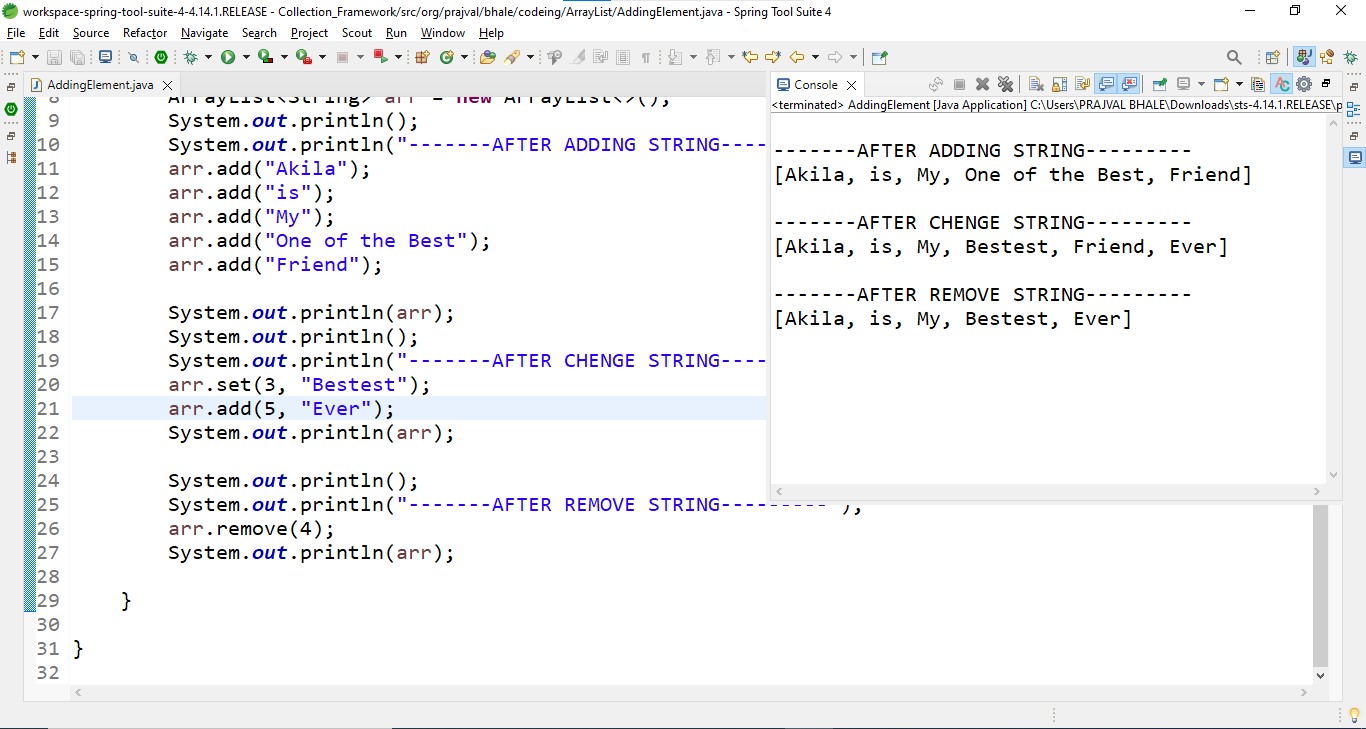 workspace-spring-tool-suite-4-4.14.1.RELEASE - Collection_Framework/src/org/prajval/bhale/codeing/ArrayList/AddingElement.java - Spring Tool Suite 4
File Edit Source Refactor Navigate Search Project Scout Run Window Help
AddingElement.java
8 ArrayList<String> arr = new ArrayList<>();
9 System.out.println();
10 System.out.println("-------AFTER ADDING STRING----
11 arr.add("Akila");
12 arr.add("is");
13 arr.add("My");
14 arr.add("One of the Best");
15 arr.add("Friend");
16
17 System.out.println(arr);
18 System.out.println();
19 System.out.println("-------AFTER CHENGE STRING----
20 arr.set(3, "Bestest");
21 arr.add(5, "Ever");
22 System.out.println(arr);
23
24 System.out.println();
25 System.out.println("-------AFTER REMOVE STRING---------");
26 arr.remove(4);
27 System.out.println(arr);
28
29 }
30
31 }
32
Console
<terminated> AddingElement [Java Application] C:\Users\PRAJVAL BHALE\Downloads\sts-4.14.1.RELEASE\p
-------AFTER ADDING STRING---------
[Akila, is, My, One of the Best, Friend]
-------AFTER CHENGE STRING---------
[Akila, is, My, Bestest, Friend, Ever]
-------AFTER REMOVE STRING---------
[Akila, is, My, Bestest, Ever]